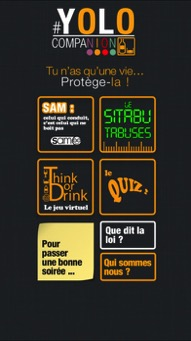 #YOLO
COMPANION
Tu n'as qu'une vie...
Protège-la !
SAM :
celui qui conduit,
c'est celui qui ne
boit pas
sam
LE
SITABU
TABUSES
Think
or
Drink
Le jeu virtuel
le
QUIZ ?
Pour
passer
une bonne
soirée ...
Que dit la
loi ?
Qui sommes
nous ?